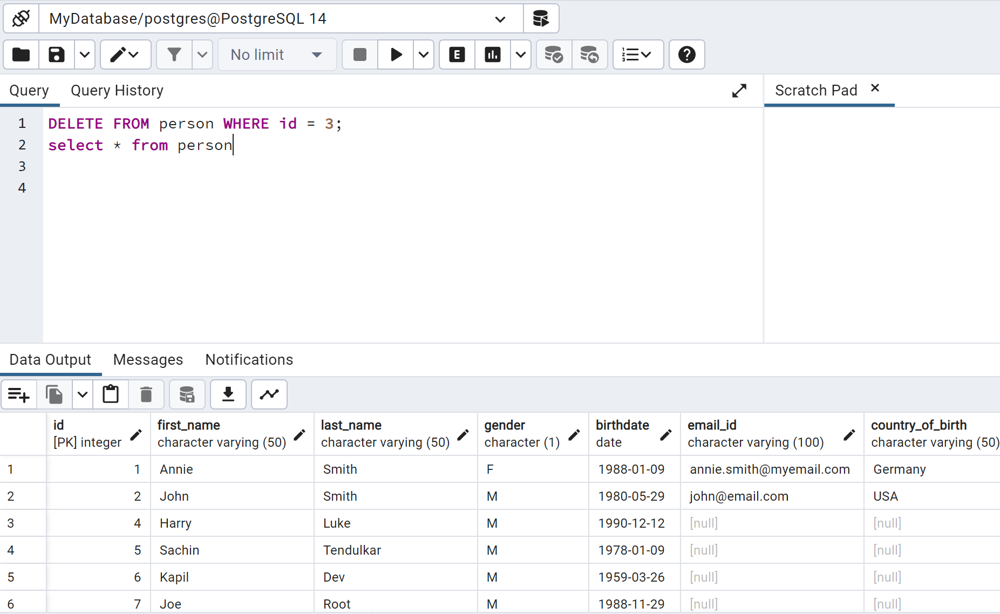 MyDatabase/postgres@PostgreSQL 14
No limit
E
1 2 3
?
Query Query History Scratch Pad
1 DELETE FROM person WHERE id = 3;
2 select * from person
3
4
Data Output Messages Notifications
id first_name last_name gender birthdate email_id country_of_birth
[PK] integer character varying (50) character varying (50) character (1) date character varying (100) character varying (50)
1 1 Annie Smith F 1988-01-09 annie.smith@myemail.com Germany
2 2 John Smith M 1980-05-29 john@email.com USA
3 4 Harry Luke M 1990-12-12 [null] [null]
4 5 Sachin Tendulkar M 1978-01-09 [null] [null]
5 6 Kapil Dev M 1959-03-26 [null] [null]
6 7 Joe Root M 1988-11-29 [null] [null]